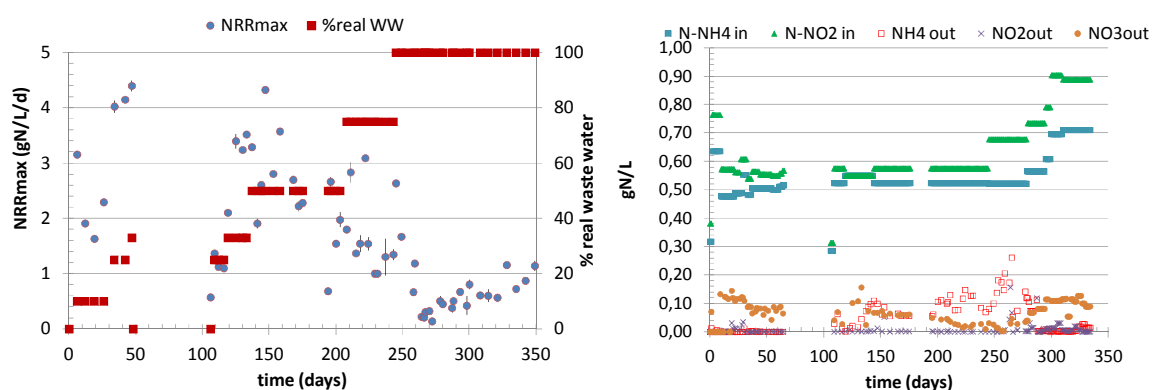 NRRmax %real WW
NRRmax (gN/L/d)
5
4
3
2
1
0
100
80
60
40
20
0
% real waste water
0 50 100 150 200 250 300 350
time (days)
N-NH4 in N-NO2 in NH4 out NO2out NO3out
gN/L
1,00
0,90
0,80
0,70
0,60
0,50
0,40
0,30
0,20
0,10
0,00
0 50 100 150 200 250 300 350
time (days)